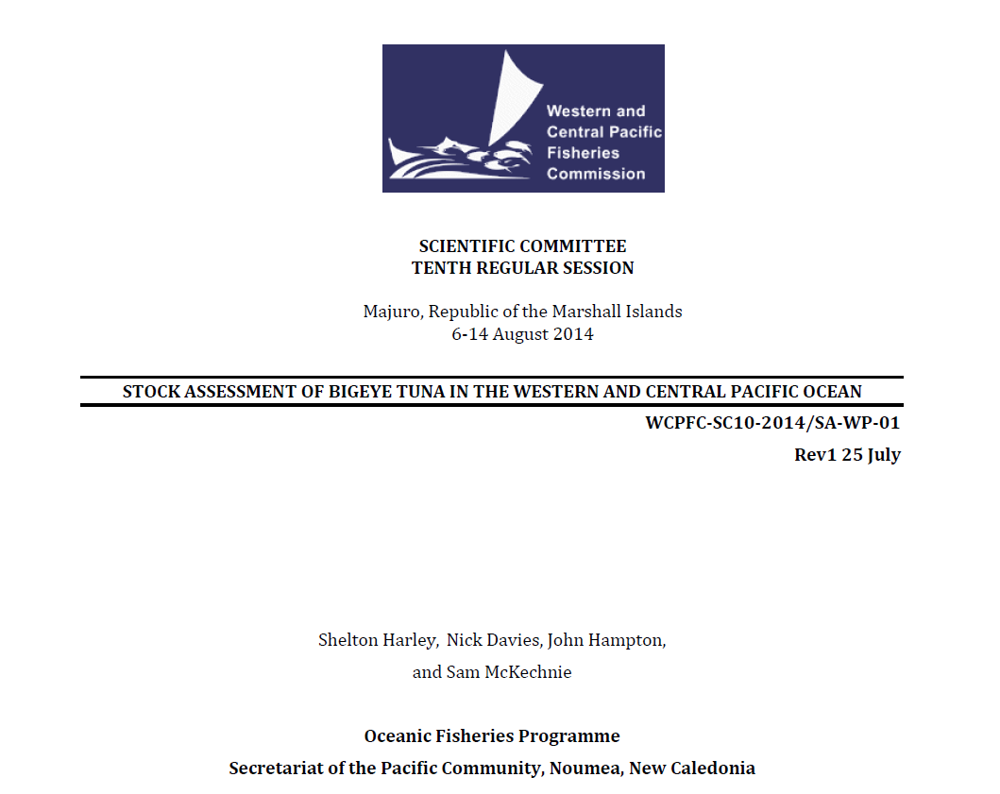 Western and
Central Pacific
Fisheries
Commission
SCIENTIFIC COMMITTEE
TENTH REGULAR SESSION
Majuro, Republic of the Marshall Islands
6-14 August 2014
STOCK ASSESSMENT OF BIGEYE TUNA IN THE WESTERN AND CENTRAL PACIFIC OCEAN
WCPFC-SC10-2014/SA-WP-01
Rev1 25 July
Shelton Harley, Nick Davies, John Hampton,
and Sam McKechnie
Oceanic Fisheries Programme
Secretariat of the Pacific Community, Noumea, New Caledonia